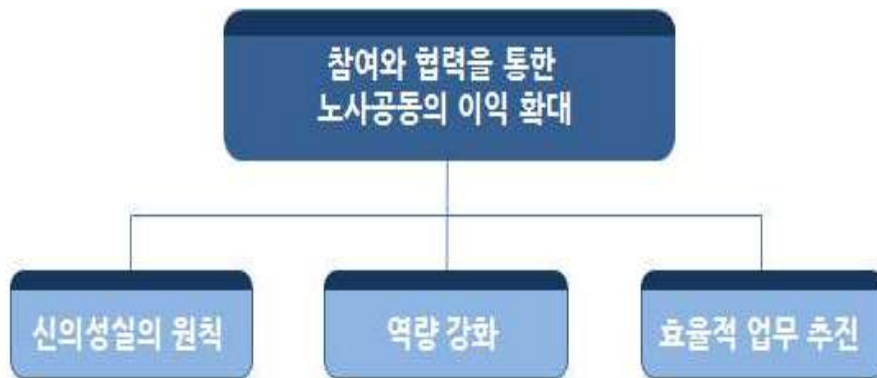 참여와 협력을 통한
노사공동의 이익 확대
신의성실의 원칙
역량 강화
효율적 업무 추진